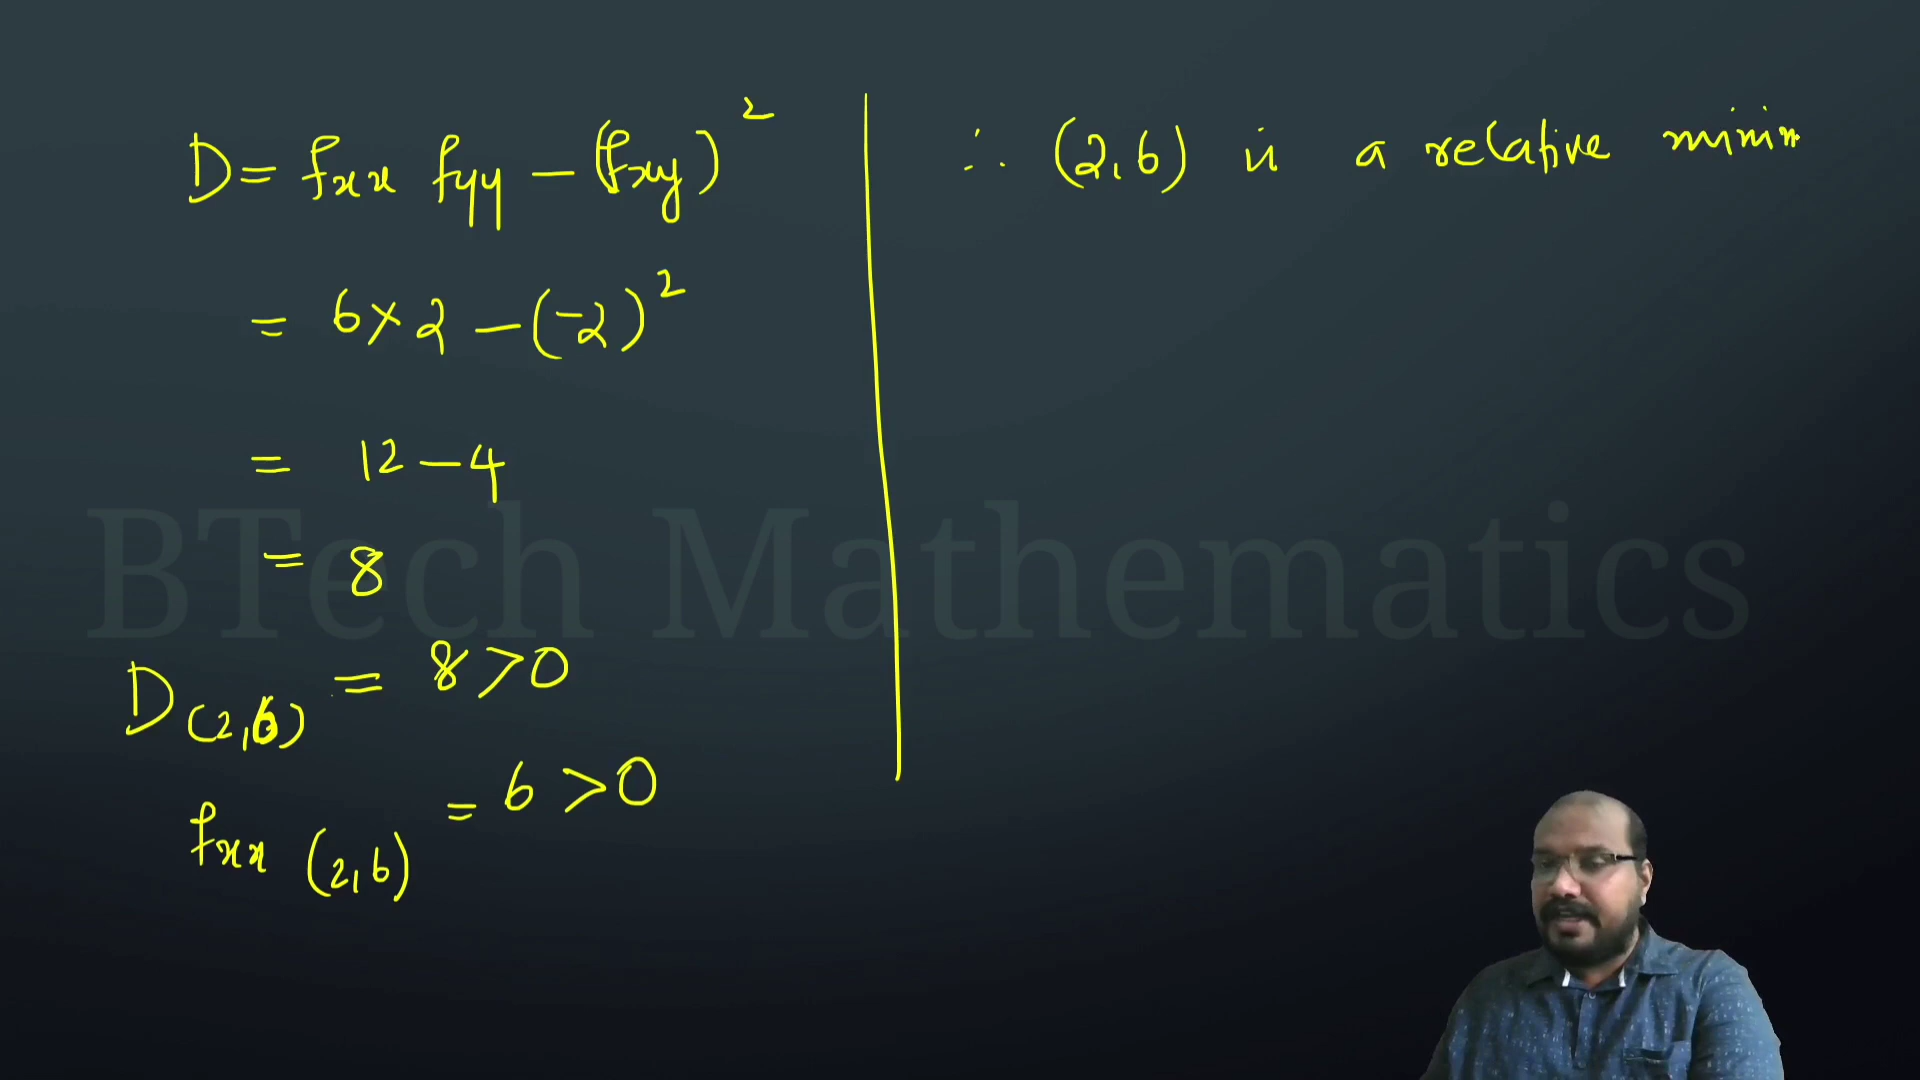 D = fxx fyy − (fxy)²
= 6 × 2 − (−2)²
= 12 − 4
= 8
D(2,6) = 8 > 0
fxx (2,6) = 6 > 0
∴ (2,6) is a relative minim
BTech Mathematics